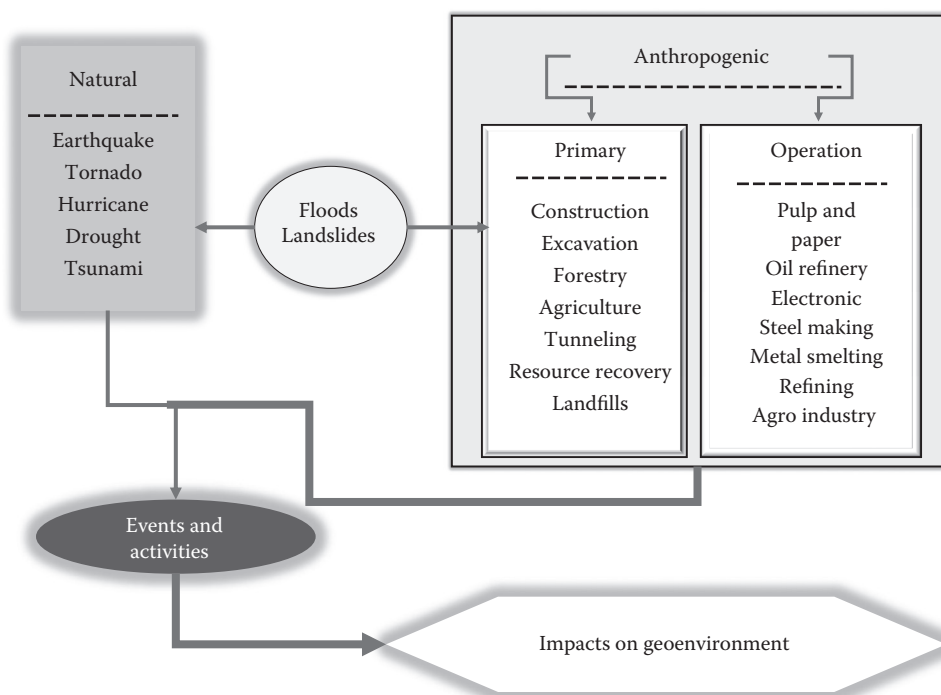 Natural
Earthquake
Tornado
Hurricane
Drought
Tsunami
Floods
Landslides
Anthropogenic
Primary
Construction
Excavation
Forestry
Agriculture
Tunneling
Resource recovery
Landfills
Operation
Pulp and
paper
Oil refinery
Electronic
Steel making
Metal smelting
Refining
Agro industry
Events and
activities
Impacts on geoenvironment